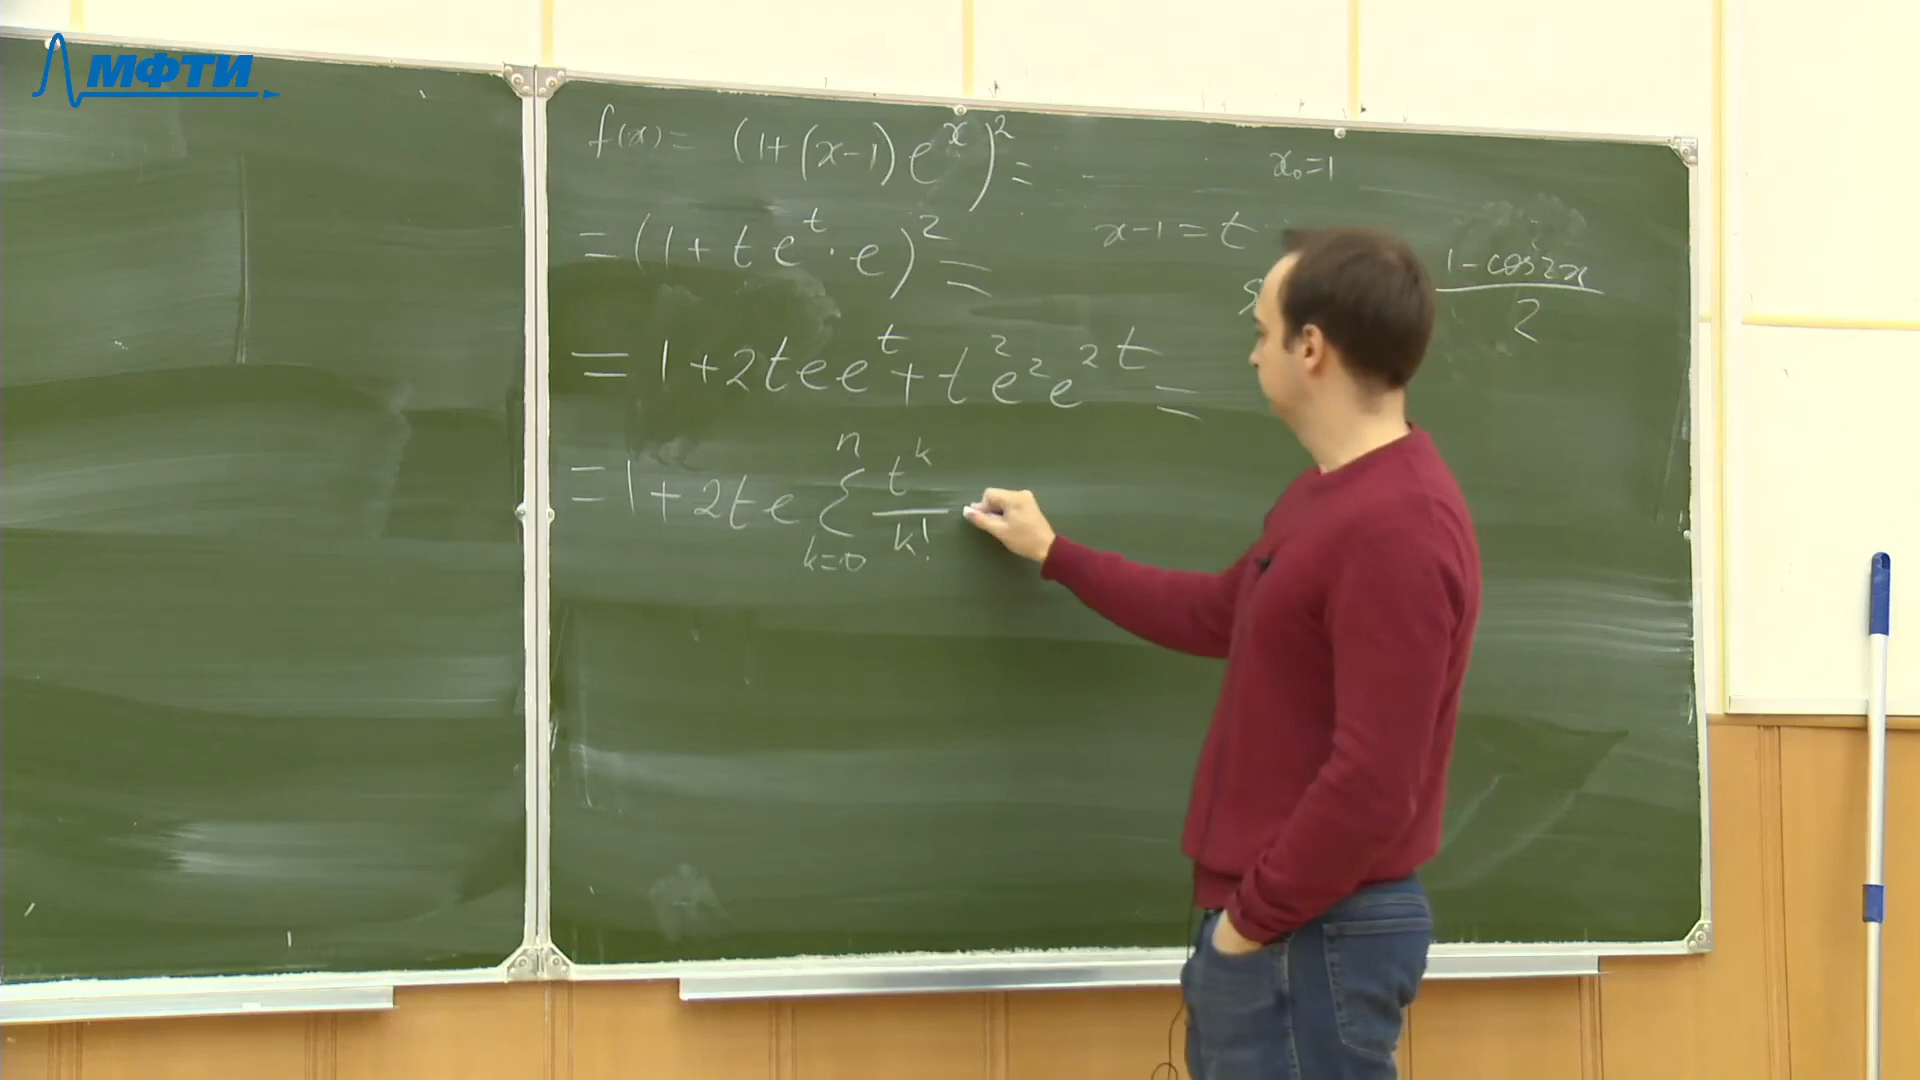 МФТИ
f(x) = (1+(x-1)e^x)^2 =
x₀=1
= (1+te^t·e)^2 =
x-1=t
1-cos2x
2
= 1+2tee^t+t^2e^2e^{2t} =
= 1+2te ∑_{k=0}^{n} t^k/k!